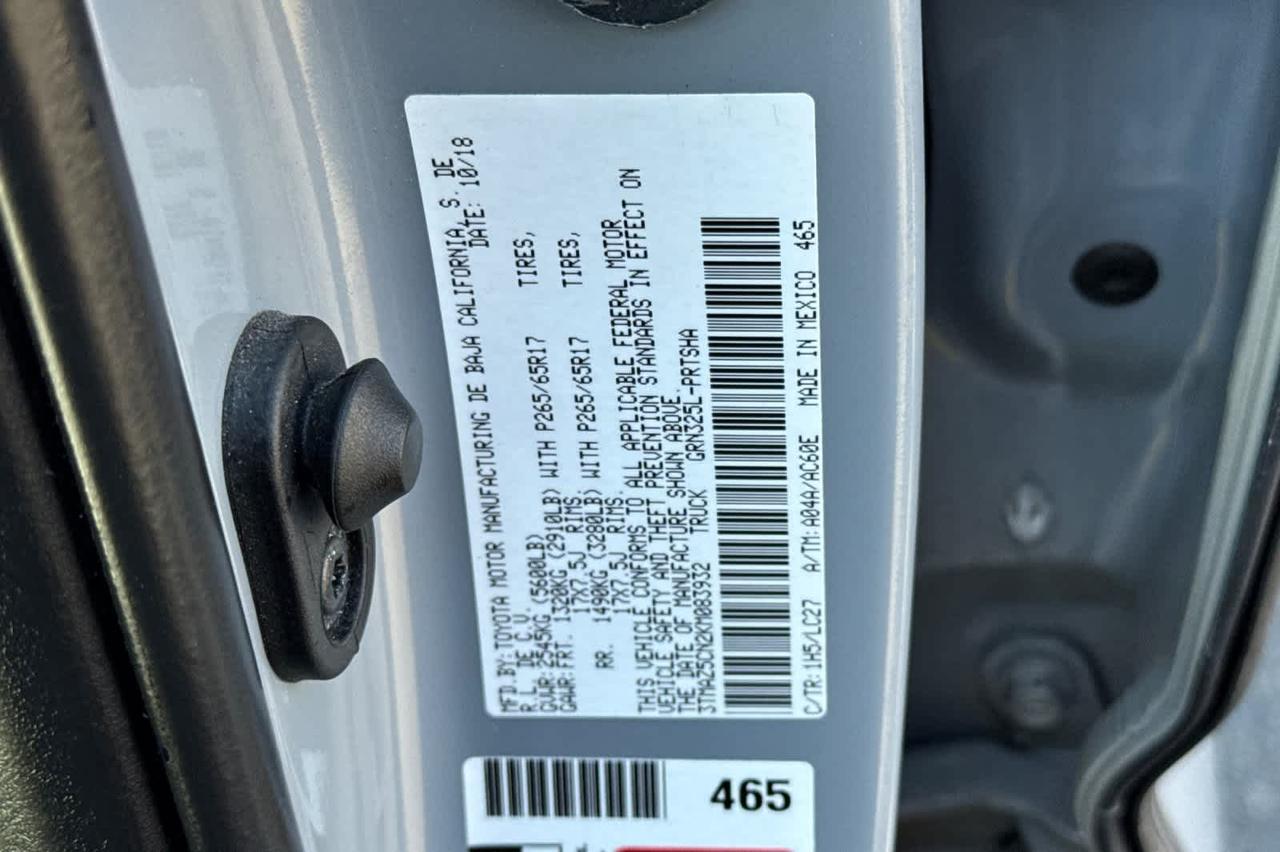 MFD.BY:TOYOTA MOTOR MANUFACTURING DE BAJA CALIFORNIA, S. DE
R.L. DE C.V. DATE: 10/18
GVWR:2545KG (5600LB)
GAWR:FRT. 1320KG (2910LB) WITH P265/65R17 TIRES,
17X7.5J RIMS.
RR. 1490KG (3280LB) WITH P265/65R17 TIRES,
17X7.5J RIMS.
THIS VEHICLE CONFORMS TO ALL APPLICABLE FEDERAL MOTOR
VEHICLE SAFETY AND THEFT PREVENTION STANDARDS IN EFFECT ON
THE DATE OF MANUFACTURE SHOWN ABOVE.
3TMAZ5CN2KM083932 TRUCK GRN325L-PRTSHA
C/TR:1H5/LC27 A/TM:A04A/AC60E MADE IN MEXICO 465
465